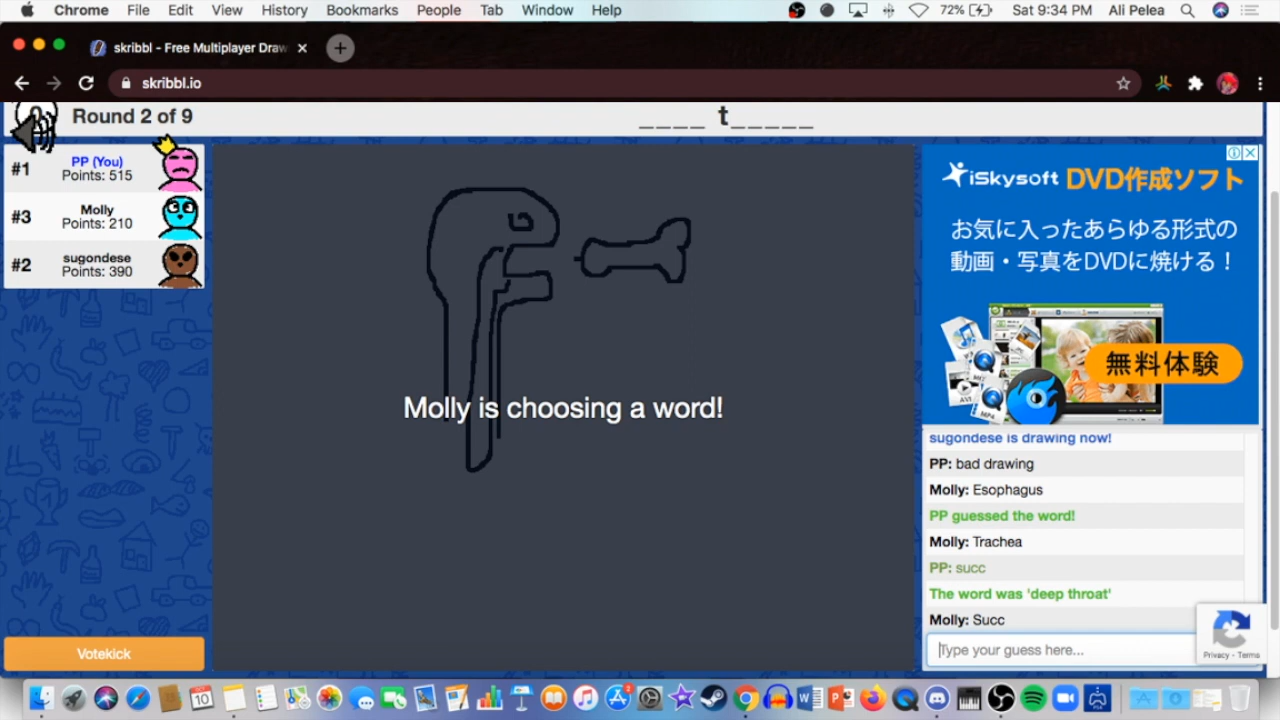 Chrome File Edit View History Bookmarks People Tab Window Help 72% Sat 9:34 PM Ali Pelea
skribbl - Free Multiplayer Draw
skribbl.io
Round 2 of 9
____ t_____
#1 PP (You)
Points: 515
#3 Molly
Points: 210
#2 sugondese
Points: 390
Molly is choosing a word!
Votekick
iSkysoft DVD作成ソフト
お気に入ったあらゆる形式の
動画・写真をDVDに焼ける!
無料体験
sugondese is drawing now!
PP: bad drawing
Molly: Esophagus
PP guessed the word!
Molly: Trachea
PP: succ
The word was 'deep throat'
Molly: Succ
Type your guess here...
Privacy - Terms